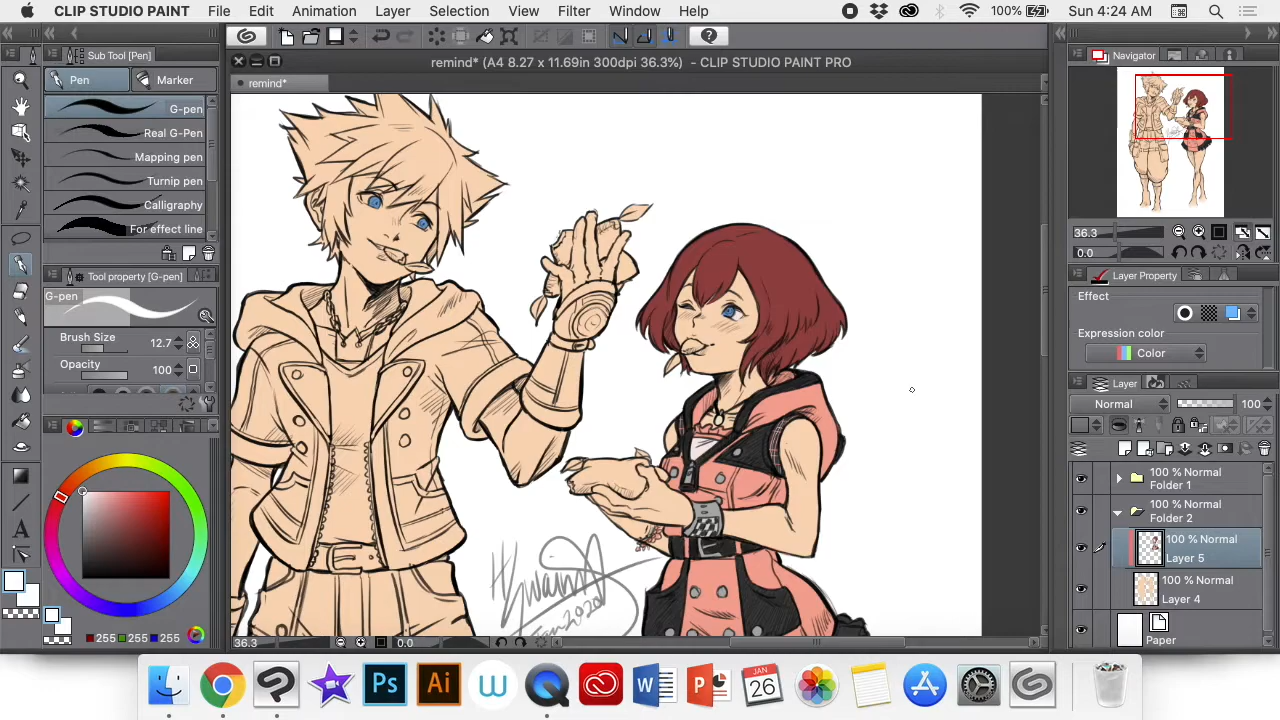 CLIP STUDIO PAINT File Edit Animation Layer Selection View Filter Window Help 100% Sun 4:24 AM
Sub Tool [Pen]
Pen Marker
G-pen
Real G-Pen
Mapping pen
Turnip pen
Calligraphy
For effect line
Tool property [G-pen]
G-pen
Brush Size 12.7
Opacity 100
255 255 255
remind* (A4 8.27 x 11.69in 300dpi 36.3%) - CLIP STUDIO PAINT PRO
remind*
Jan 2020
36.3 0.0
Navigator
36.3
0.0
Layer Property
Effect
Expression color
Color
Layer
Normal 100
100 % Normal
Folder 1
100 % Normal
Folder 2
100 % Normal
Layer 5
100 % Normal
Layer 4
Paper
Ps Ai W W P JAN
26